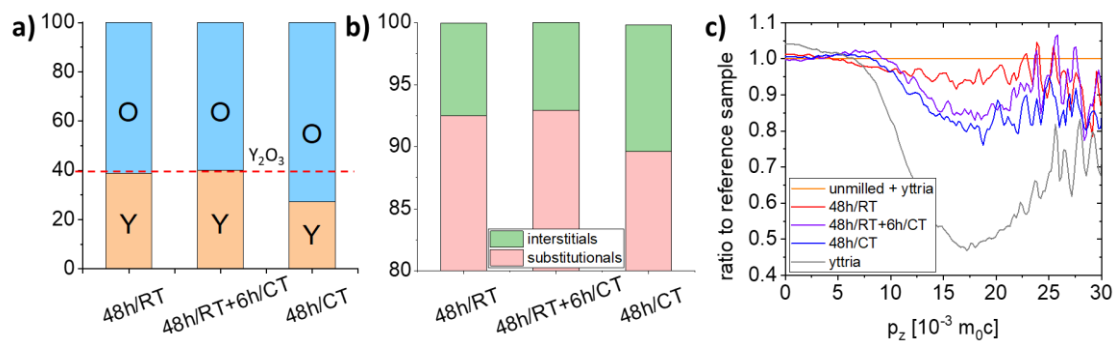 a)
100
80
60
40
20
0
O
O
O
Y₂O₃
Y
Y
Y
48h/RT
48h/RT+6h/CT
48h/CT
b)
100
95
90
85
80
interstitials
substitutionals
48h/RT
48h/RT+6h/CT
48h/CT
c)
ratio to reference sample
1.1
1.0
0.9
0.8
0.7
0.6
0.5
0.4
unmilled + yttria
48h/RT
48h/RT+6h/CT
48h/CT
yttria
0 5 10 15 20 25 30
p_z [10⁻³ m₀c]